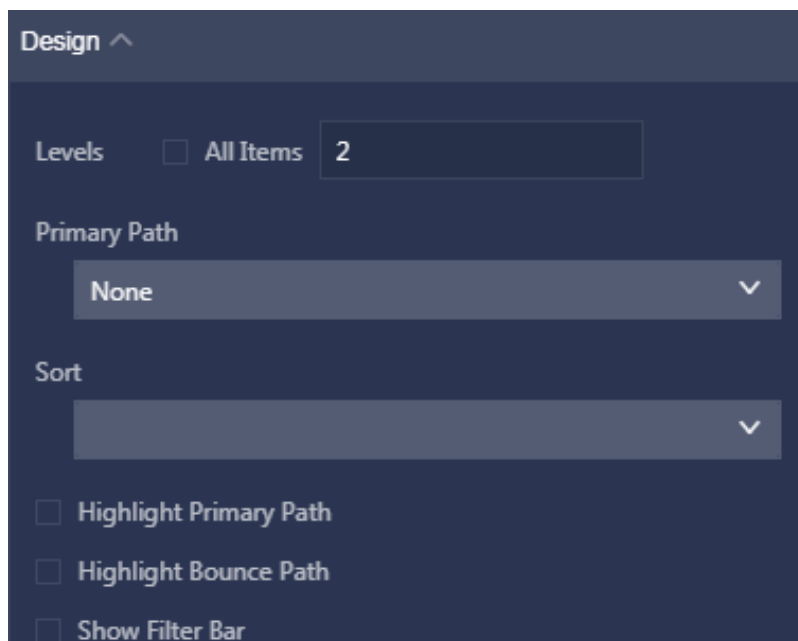 Design
Levels All Items 2
Primary Path
None
Sort
Highlight Primary Path
Highlight Bounce Path
Show Filter Bar